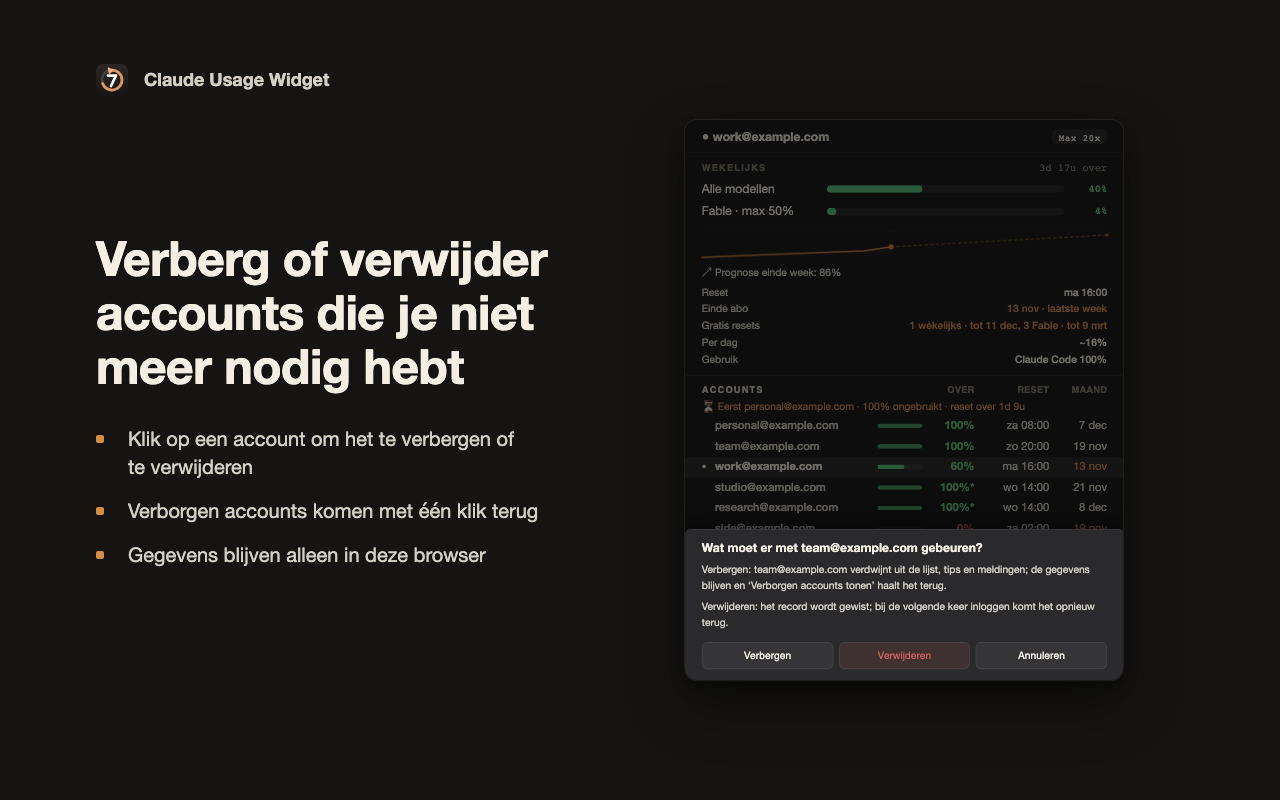 7
Claude Usage Widget
Verberg of verwijder
accounts die je niet
meer nodig hebt
Klik op een account om het te verbergen of
te verwijderen
Verborgen accounts komen met één klik terug
Gegevens blijven alleen in deze browser
work@example.com Max 20x
WEKELIJKS 3d 17u over
Alle modellen 40%
Fable · max 50% 4%
Prognose einde week: 86%
Reset ma 16:00
Einde abo 13 nov · laatste week
Gratis resets 1 wekelijks · tot 11 dec, 3 Fable · tot 9 mrt
Per dag ~16%
Gebruik Claude Code 100%
ACCOUNTS OVER RESET MAAND
Eerst personal@example.com · 100% ongebruikt · reset over 1d 9u
personal@example.com 100% za 08:00 7 dec
team@example.com 100% zo 20:00 19 nov
work@example.com 60% ma 16:00 13 nov
studio@example.com 100%* wo 14:00 21 nov
research@example.com 100%* wo 14:00 8 dec
side@example.com 0% za 02:00 19 nov
Wat moet er met team@example.com gebeuren?
Verbergen: team@example.com verdwijnt uit de lijst, tips en meldingen; de gegevens
blijven en ‘Verborgen accounts tonen’ haalt het terug.
Verwijderen: het record wordt gewist; bij de volgende keer inloggen komt het opnieuw
terug.
Verbergen Verwijderen Annuleren